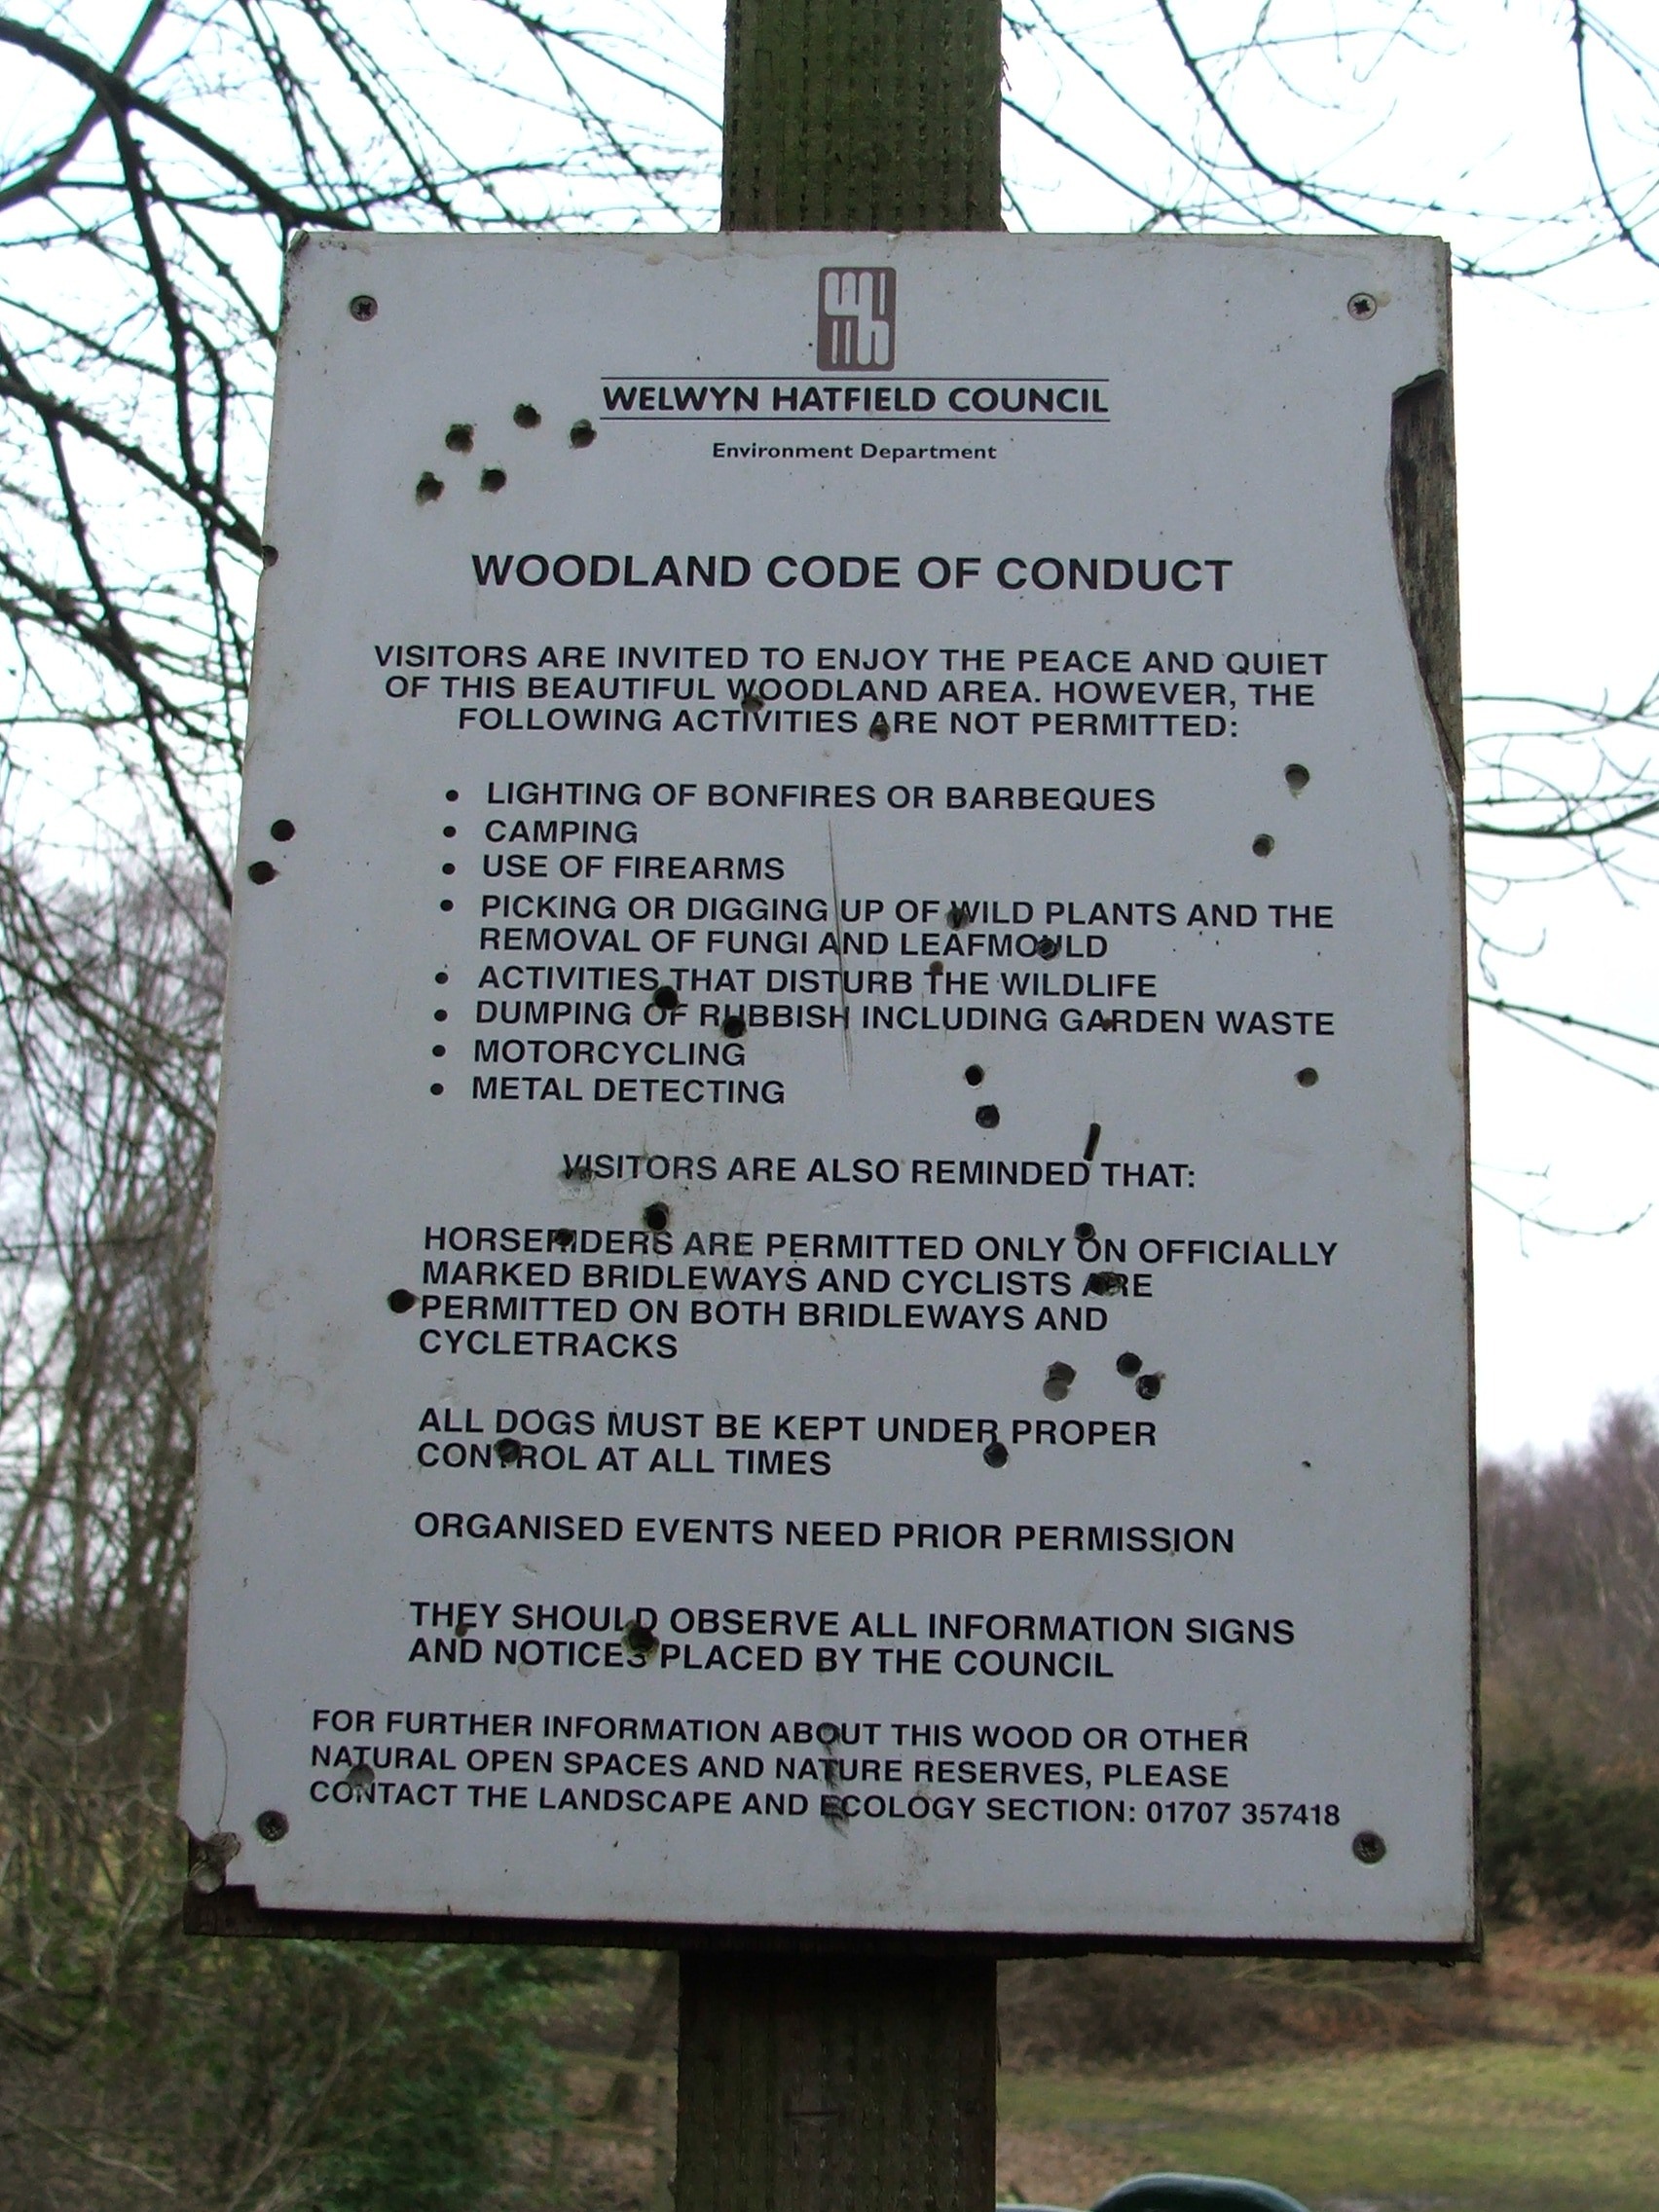 WELWYN HATFIELD COUNCIL
Environment Department
WOODLAND CODE OF CONDUCT
VISITORS ARE INVITED TO ENJOY THE PEACE AND QUIET
OF THIS BEAUTIFUL WOODLAND AREA. HOWEVER, THE
FOLLOWING ACTIVITIES ARE NOT PERMITTED:
• LIGHTING OF BONFIRES OR BARBEQUES
• CAMPING
• USE OF FIREARMS
• PICKING OR DIGGING UP OF WILD PLANTS AND THE
REMOVAL OF FUNGI AND LEAFMOULD
• ACTIVITIES THAT DISTURB THE WILDLIFE
• DUMPING OF RUBBISH INCLUDING GARDEN WASTE
• MOTORCYCLING
• METAL DETECTING
VISITORS ARE ALSO REMINDED THAT:
HORSERIDERS ARE PERMITTED ONLY ON OFFICIALLY
MARKED BRIDLEWAYS AND CYCLISTS ARE
PERMITTED ON BOTH BRIDLEWAYS AND
CYCLETRACKS
ALL DOGS MUST BE KEPT UNDER PROPER
CONTROL AT ALL TIMES
ORGANISED EVENTS NEED PRIOR PERMISSION
THEY SHOULD OBSERVE ALL INFORMATION SIGNS
AND NOTICES PLACED BY THE COUNCIL
FOR FURTHER INFORMATION ABOUT THIS WOOD OR OTHER
NATURAL OPEN SPACES AND NATURE RESERVES, PLEASE
CONTACT THE LANDSCAPE AND ECOLOGY SECTION: 01707 357418